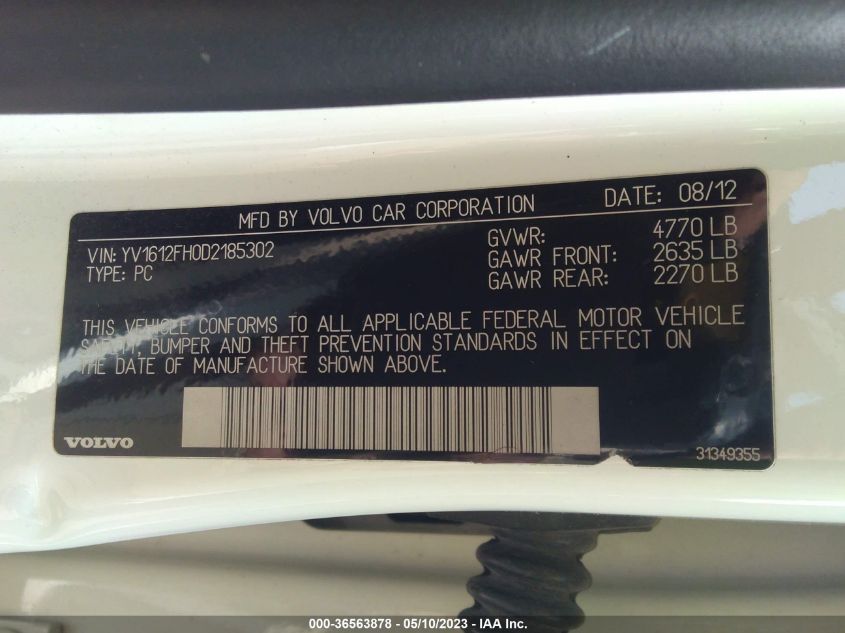 MFD BY VOLVO CAR CORPORATION DATE: 08/12
VIN: YV1612FH0D2185302
TYPE: PC
GVWR: 4770 LB
GAWR FRONT: 2635 LB
GAWR REAR: 2270 LB
THIS VEHICLE CONFORMS TO ALL APPLICABLE FEDERAL MOTOR VEHICLE
SAFETY, BUMPER AND THEFT PREVENTION STANDARDS IN EFFECT ON
THE DATE OF MANUFACTURE SHOWN ABOVE.
VOLVO
31349355
000-36563878 - 05/10/2023 - IAA Inc.